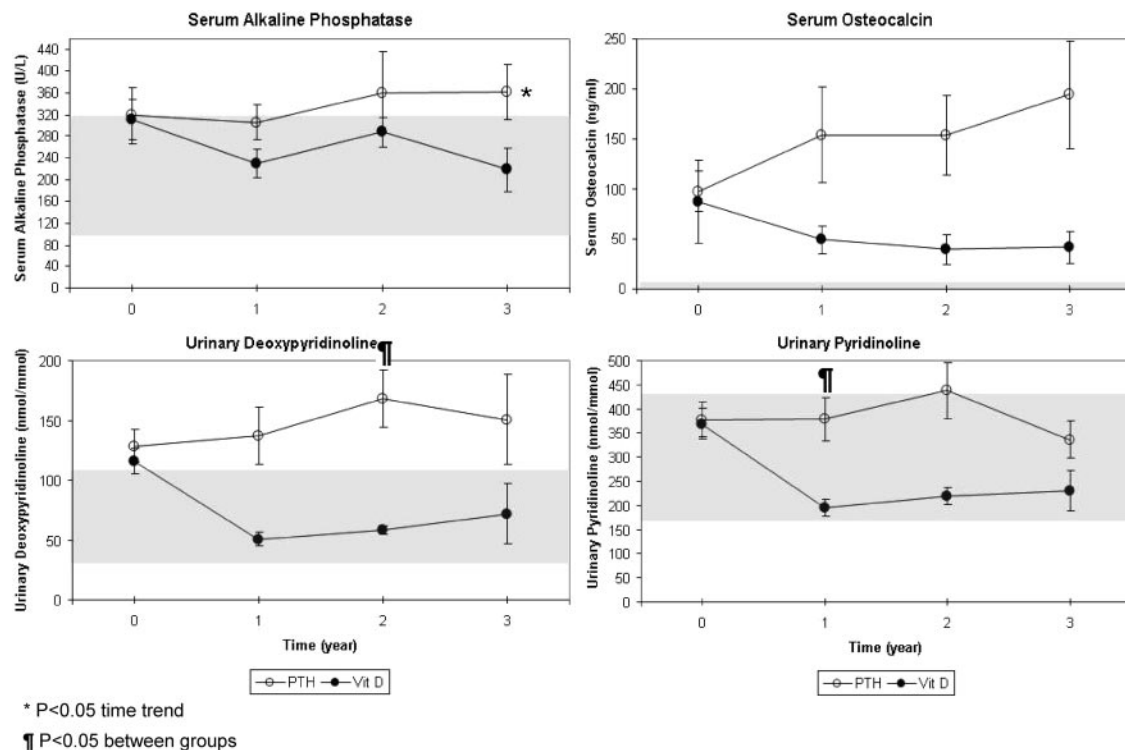 Serum Alkaline Phosphatase
Serum Alkaline Phosphatase (U/L)
440
400
360
320
280
240
200
160
120
80
40
0
0 1 2 3
*
Serum Osteocalcin
Serum Osteocalcin (ng/ml)
250
200
150
100
50
0
0 1 2 3
Urinary Deoxypyridinoline
¶
Urinary Deoxypyridinoline (nmol/mmol)
200
150
100
50
0
0 1 2 3
Time (year)
PTH Vit D
Urinary Pyridinoline
¶
Urinary Pyridinoline (nmol/mmol)
500
450
400
350
300
250
200
150
100
50
0
0 1 2 3
Time (year)
PTH Vit D
* P<0.05 time trend
¶ P<0.05 between groups